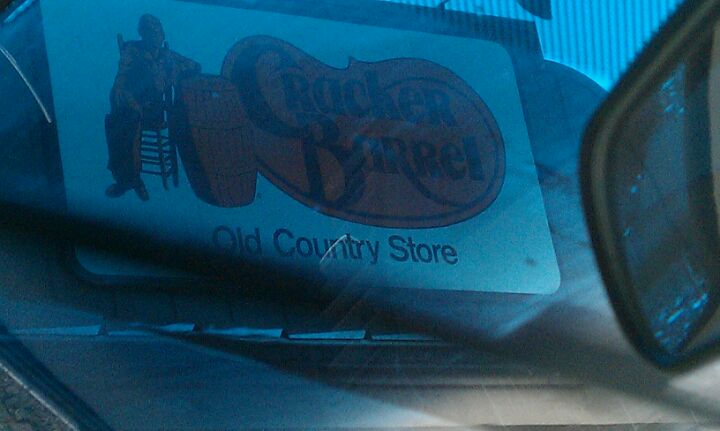 Cracker
Barrel
Old Country Store